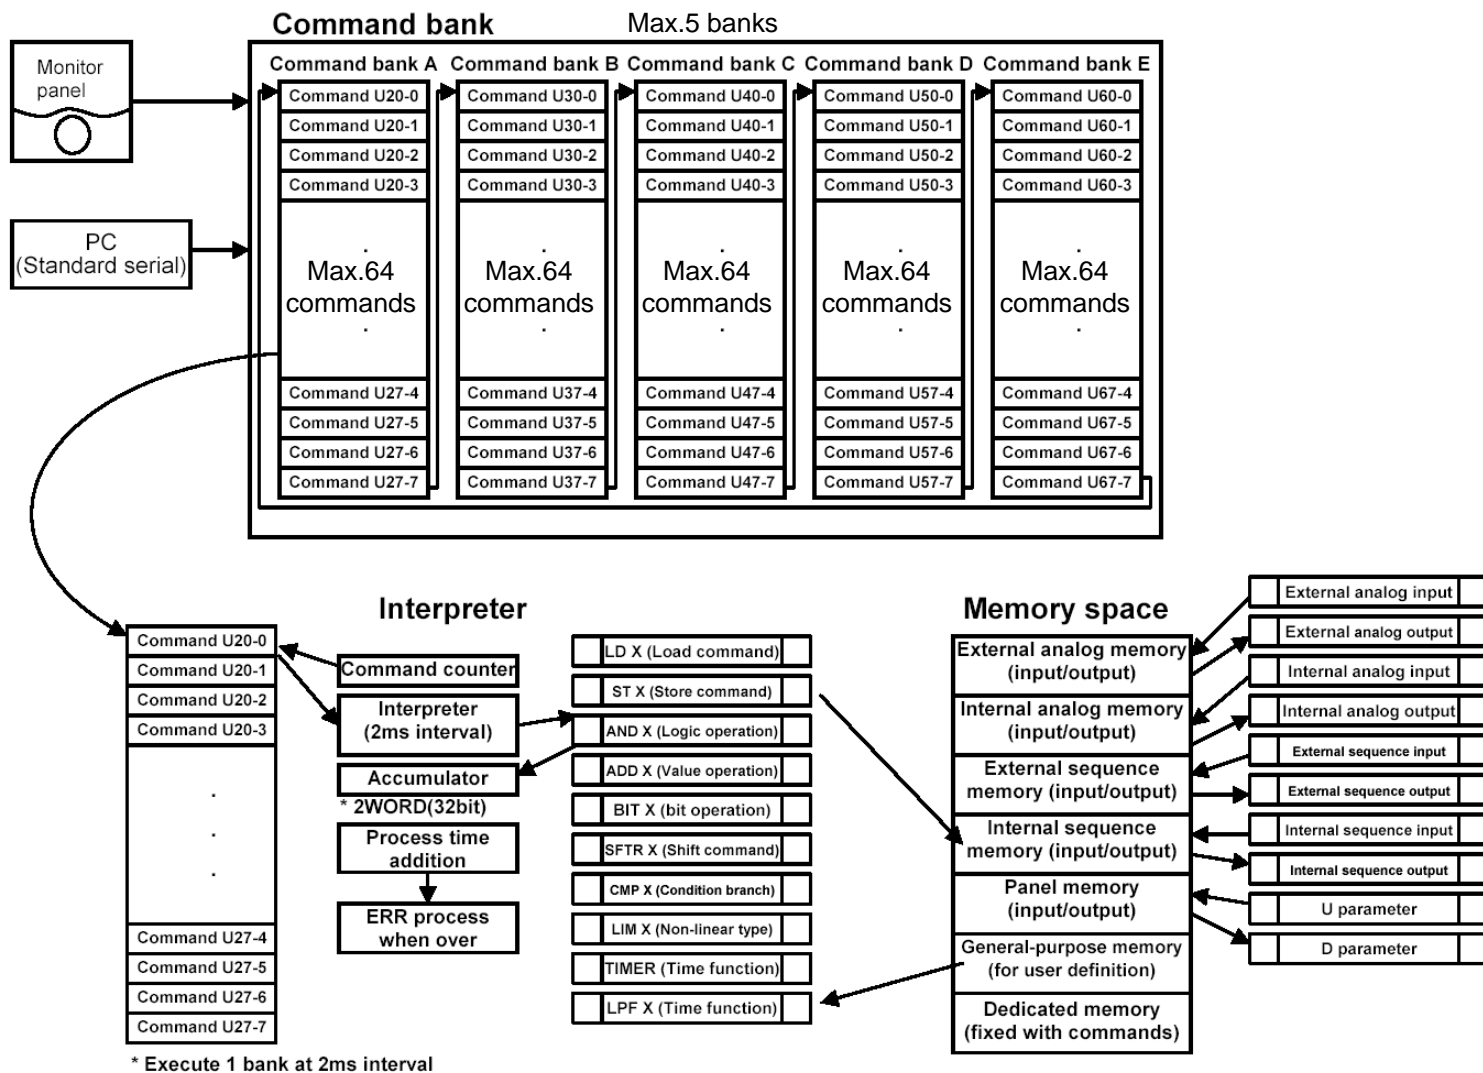 Command bank
Max.5 banks
Monitor
panel
PC
(Standard serial)
Command bank A
Command U20-0
Command U20-1
Command U20-2
Command U20-3
.
Max.64
commands
.
Command U27-4
Command U27-5
Command U27-6
Command U27-7
Command bank B
Command U30-0
Command U30-1
Command U30-2
Command U30-3
.
Max.64
commands
.
Command U37-4
Command U37-5
Command U37-6
Command U37-7
Command bank C
Command U40-0
Command U40-1
Command U40-2
Command U40-3
.
Max.64
commands
.
Command U47-4
Command U47-5
Command U47-6
Command U47-7
Command bank D
Command U50-0
Command U50-1
Command U50-2
Command U50-3
.
Max.64
commands
.
Command U57-4
Command U57-5
Command U57-6
Command U57-7
Command bank E
Command U60-0
Command U60-1
Command U60-2
Command U60-3
.
Max.64
commands
.
Command U67-4
Command U67-5
Command U67-6
Command U67-7
Command U20-0
Command U20-1
Command U20-2
Command U20-3
.
.
.
Command U27-4
Command U27-5
Command U27-6
Command U27-7
* Execute 1 bank at 2ms interval
Interpreter
Command counter
Interpreter
(2ms interval)
Accumulator
* 2WORD(32bit)
Process time
addition
ERR process
when over
LD X (Load command)
ST X (Store command)
AND X (Logic operation)
ADD X (Value operation)
BIT X (bit operation)
SFTR X (Shift command)
CMP X (Condition branch)
LIM X (Non-linear type)
TIMER (Time function)
LPF X (Time function)
Memory space
External analog memory
(input/output)
Internal analog memory
(input/output)
External sequence
memory (input/output)
Internal sequence
memory (input/output)
Panel memory
(input/output)
General-purpose memory
(for user definition)
Dedicated memory
(fixed with commands)
External analog input
External analog output
Internal analog input
Internal analog output
External sequence input
External sequence output
Internal sequence input
Internal sequence output
U parameter
D parameter